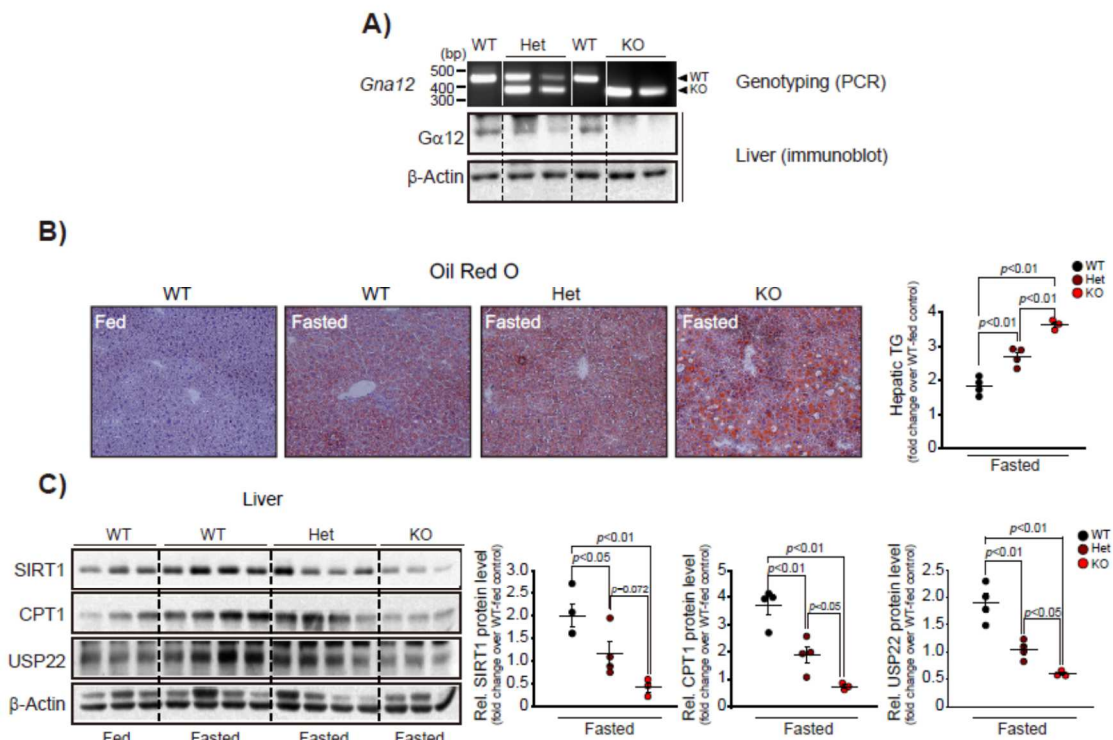 A)
WT Het WT KO
(bp)
500
400
300
Gna12
WT
KO
Genotyping (PCR)
Gα12
β-Actin
Liver (immunoblot)
B)
Oil Red O
WT WT Het KO
Fed Fasted Fasted Fasted
Hepatic TG
(fold change over WT-fed control)
4
3
2
1
0
p<0.01
p<0.01
p<0.01
WT
Het
KO
Fasted
C)
Liver
WT WT Het KO
SIRT1
CPT1
USP22
β-Actin
Fed Fasted Fasted Fasted
Rel. SIRT1 protein level
(fold change over WT-fed control)
3.0
2.5
2.0
1.5
1.0
0.5
0
p<0.01
p<0.05
p=0.072
Fasted
Rel. CPT1 protein level
(fold change over WT-fed control)
5
4
3
2
1
0
p<0.01
p<0.01
p<0.05
Fasted
Rel. USP22 protein level
(fold change over WT-fed control)
2.5
2.0
1.5
1.0
0.5
0
p<0.01
p<0.01
p<0.05
WT
Het
KO
Fasted